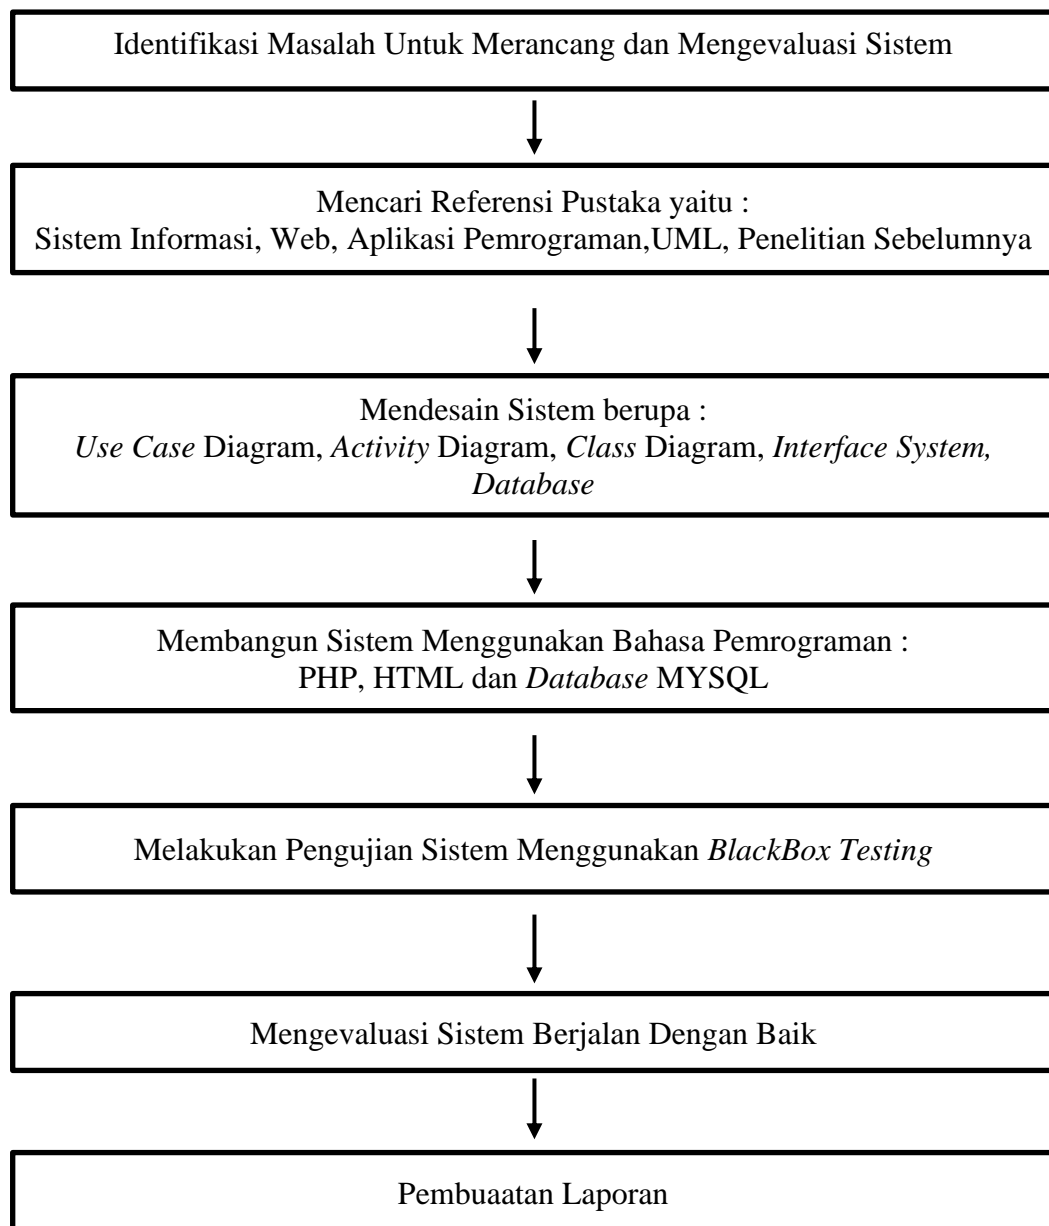 Identifikasi Masalah Untuk Merancang dan Mengevaluasi Sistem
Mencari Referensi Pustaka yaitu :
Sistem Informasi, Web, Aplikasi Pemrograman,UML, Penelitian Sebelumnya
Mendesain Sistem berupa :
Use Case Diagram, Activity Diagram, Class Diagram, Interface System,
Database
Membangun Sistem Menggunakan Bahasa Pemrograman :
PHP, HTML dan Database MYSQL
Melakukan Pengujian Sistem Menggunakan BlackBox Testing
Mengevaluasi Sistem Berjalan Dengan Baik
Pembuaatan Laporan